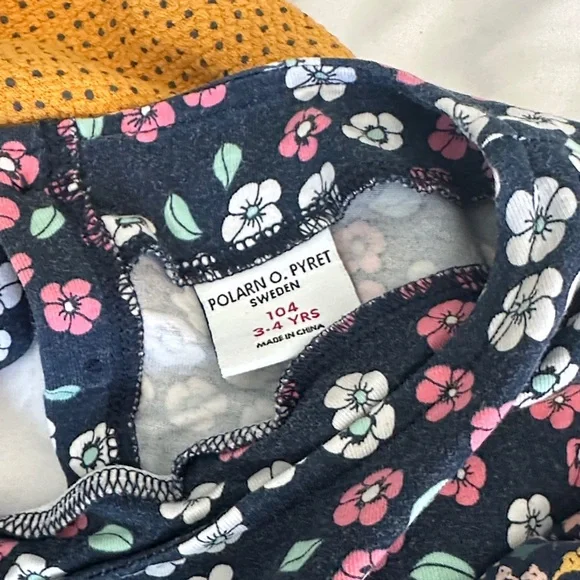 POLARN O. PYRET
SWEDEN
104
3-4 YRS
MADE IN CHINA